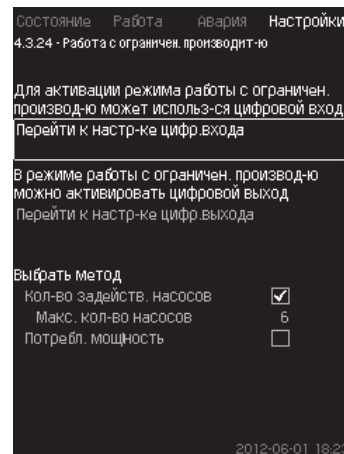 Состояние Работа Авария Настройки
4.3.24 - Работа с ограничен. производит-ю
Для активации режима работы с ограничен.
производ-ю может использ-ся цифровой вход
Перейти к настр-ке цифр.входа
В режиме работы с ограничен. производ-ю
можно активировать цифровой выход
Перейти к настр-ке цифр.выхода
Выбрать метод
Кол-во задейств. насосов
Макс. кол-во насосов 6
Потребл. мощность
2012-06-01 18:23